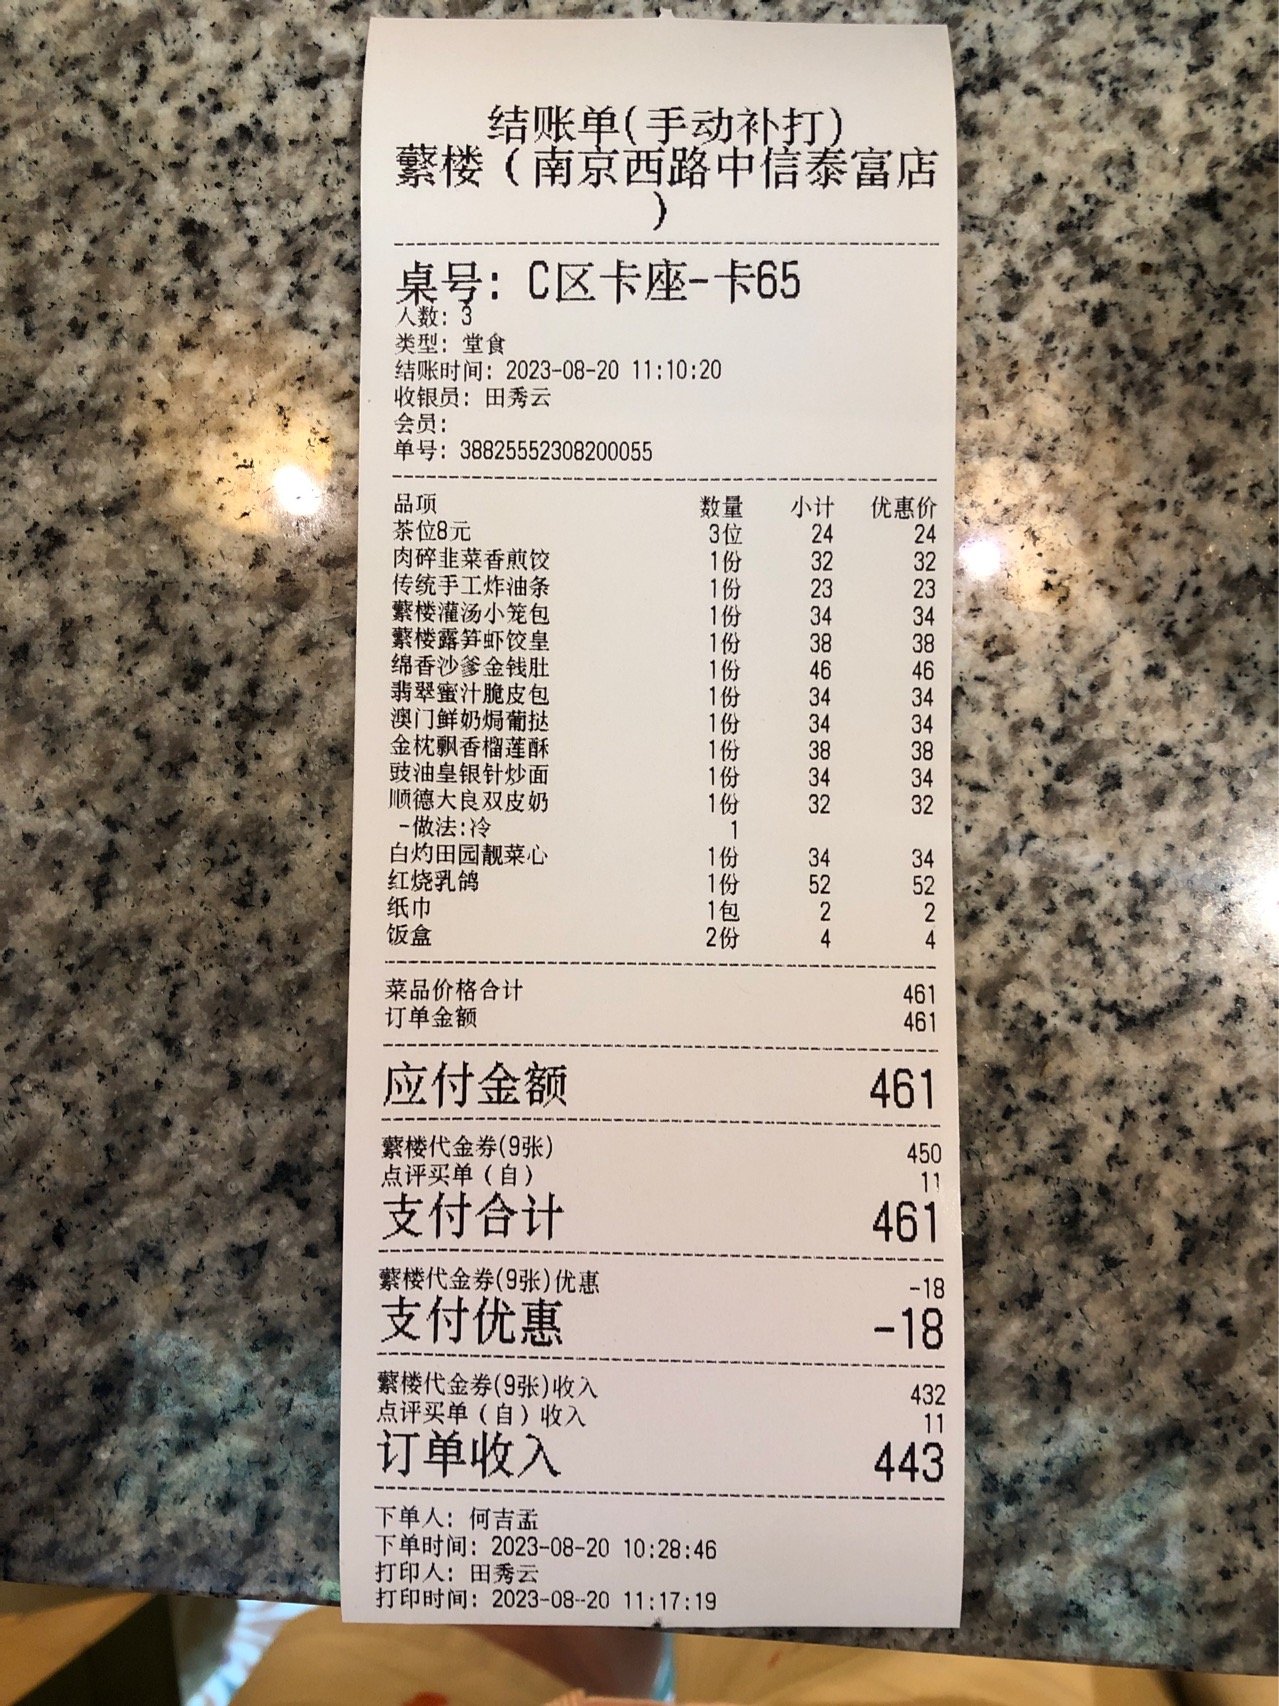 结账单(手动补打)
蘩楼(南京西路中信泰富店
)
桌号: C区卡座-卡65
人数: 3
类型: 堂食
结账时间: 2023-08-20 11:10:20
收银员: 田秀云
会员:
单号: 38825552308200055
品项 数量 小计 优惠价
茶位8元 3位 24 24
肉碎韭菜香煎饺 1份 32 32
传统手工炸油条 1份 23 23
蘩楼灌汤小笼包 1份 34 34
蘩楼露笋虾饺皇 1份 38 38
绵香沙爹金钱肚 1份 46 46
翡翠蜜汁脆皮包 1份 34 34
澳门鲜奶焗葡挞 1份 34 34
金枕飘香榴莲酥 1份 38 38
豉油皇银针炒面 1份 34 34
顺德大良双皮奶 1份 32 32
-做法:冷 1
白灼田园靓菜心 1份 34 34
红烧乳鸽 1份 52 52
纸巾 1包 2 2
饭盒 2份 4 4
菜品价格合计 461
订单金额 461
应付金额 461
蘩楼代金券(9张) 450
点评买单(自) 11
支付合计 461
蘩楼代金券(9张)优惠 -18
支付优惠 -18
蘩楼代金券(9张)收入 432
点评买单(自)收入 11
订单收入 443
下单人: 何吉孟
下单时间: 2023-08-20 10:28:46
打印人: 田秀云
打印时间: 2023-08-20 11:17:19